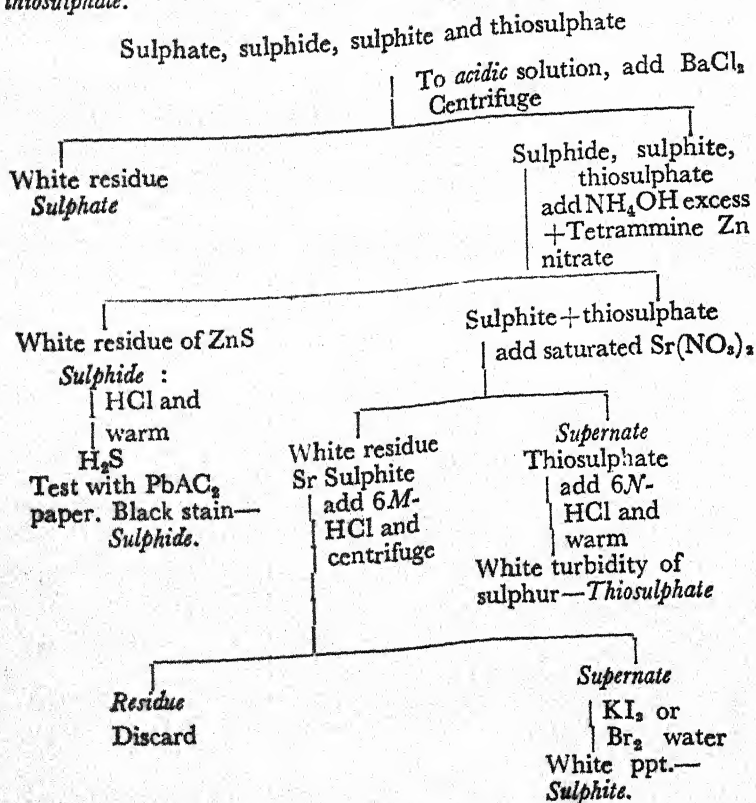 thiosulphate.
Sulphate, sulphide, sulphite and thiosulphate
To acidic solution, add BaCl₂
Centrifuge
White residue
Sulphate
Sulphide, sulphite,
thiosulphate
add NH₄OH excess
+Tetrammine Zn
nitrate
White residue of ZnS
Sulphide :
HCl and
warm
H₂S
Test with PbAC₂
paper. Black stain—
Sulphide.
Sulphite+thiosulphate
add saturated Sr(NO₃)₂
White residue
Sr Sulphite
add 6M-
HCl and
centrifuge
Supernate
Thiosulphate
add 6N-
HCl and
warm
White turbidity of
sulphur—Thiosulphate
Residue
Discard
Supernate
KI₃ or
Br₂ water
White ppt.—
Sulphite.